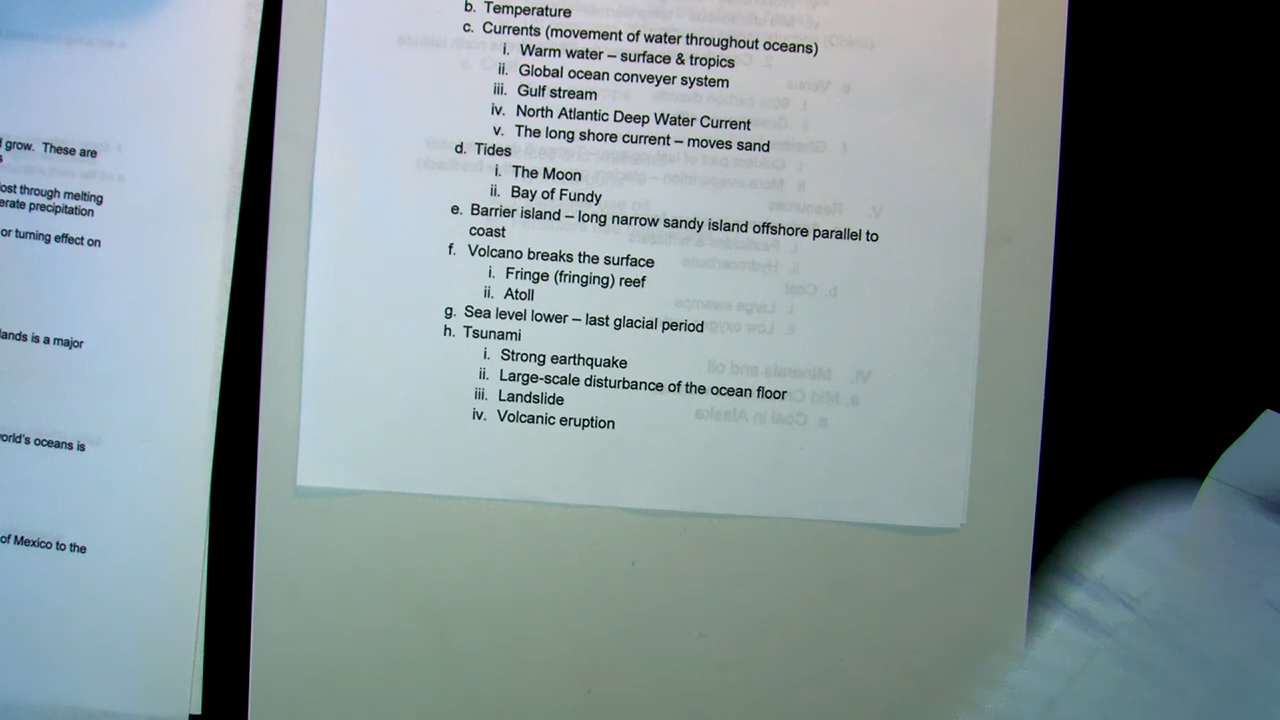 b. Temperature
c. Currents (movement of water throughout oceans)
i. Warm water – surface & tropics
ii. Global ocean conveyer system
iii. Gulf stream
iv. North Atlantic Deep Water Current
v. The long shore current – moves sand
d. Tides
i. The Moon
ii. Bay of Fundy
e. Barrier island – long narrow sandy island offshore parallel to
coast
f. Volcano breaks the surface
i. Fringe (fringing) reef
ii. Atoll
g. Sea level lower – last glacial period
h. Tsunami
i. Strong earthquake
ii. Large-scale disturbance of the ocean floor
iii. Landslide
iv. Volcanic eruption
grow. These are
through melting
precipitation
or turning effect on
is a major
oceans is
of Mexico to the